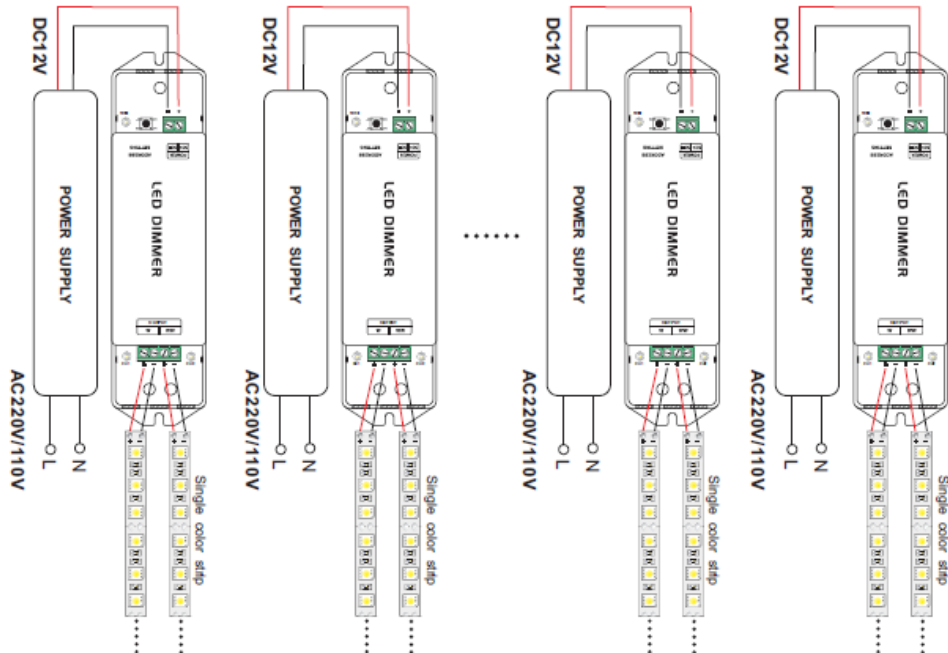 DC12V
POWER SUPPLY
LED DIMMER
AC220V/110V
L
N
Single color strip
DC12V
POWER SUPPLY
LED DIMMER
AC220V/110V
L
N
Single color strip
DC12V
POWER SUPPLY
LED DIMMER
AC220V/110V
L
N
Single color strip
DC12V
POWER SUPPLY
LED DIMMER
AC220V/110V
L
N
Single color strip